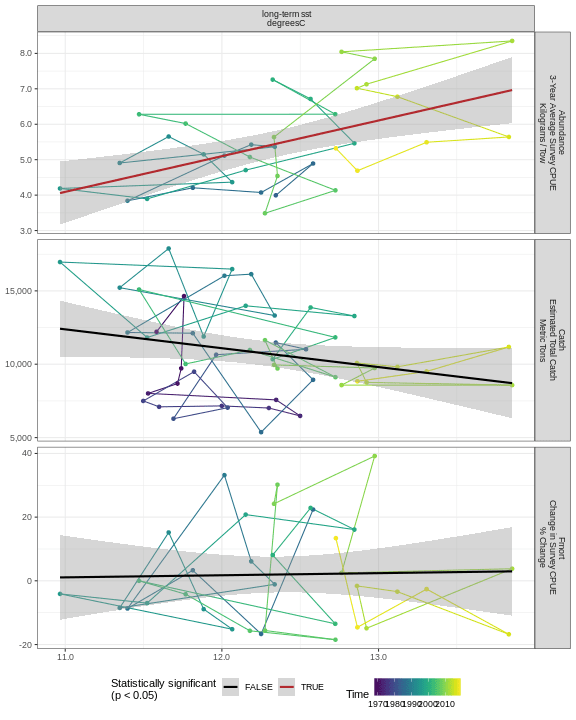 long-term sst
degreesC
8.0
7.0
6.0
5.0
4.0
3.0
Abundance
3-Year Average Survey CPUE
Kilograms / Tow
15,000
10,000
5,000
Catch
Estimated Total Catch
Metric Tons
40
20
0
-20
Fmort
Change in Survey CPUE
% Change
11.0 12.0 13.0
Statistically significant
(p < 0.05)
FALSE TRUE
Time
1970 1980 1990 2000 2010